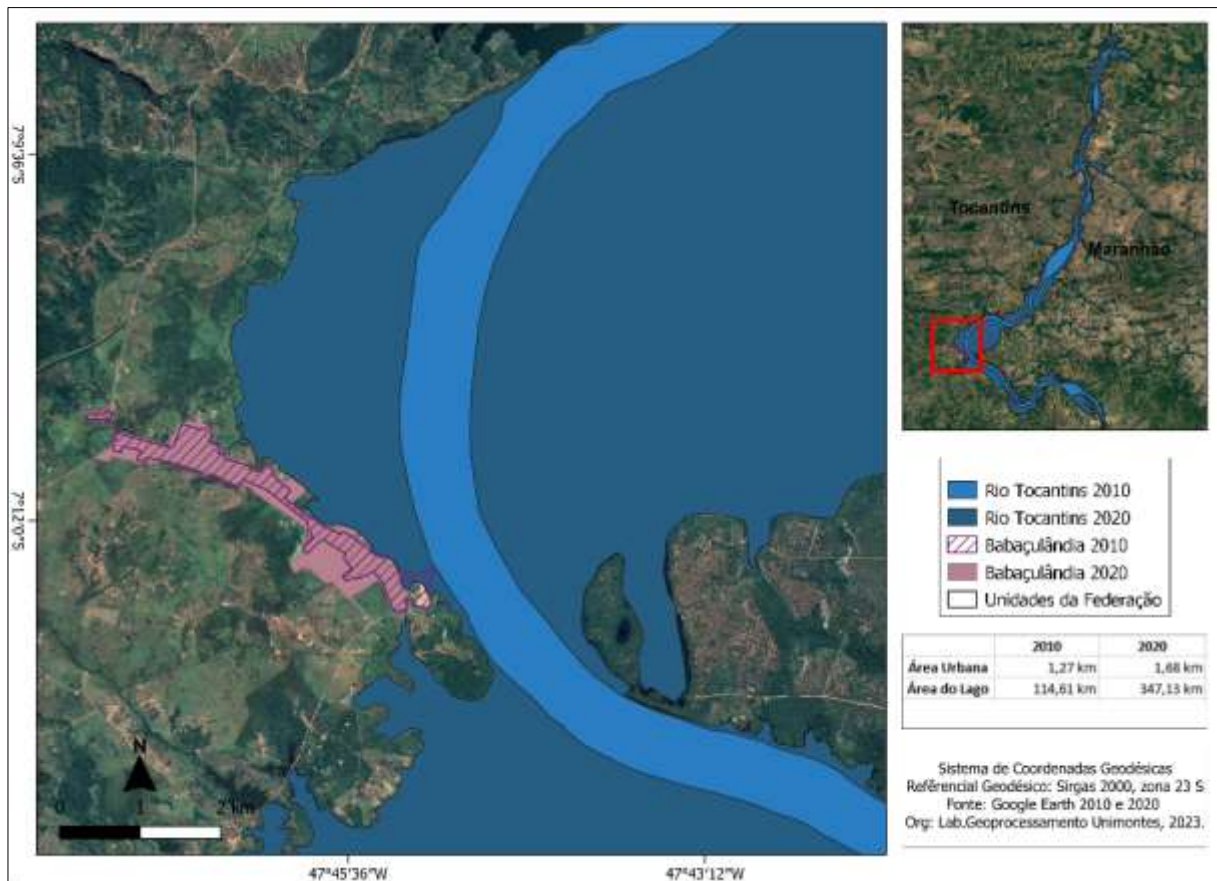 7°9'36"S
7°12'0"S
N
0 1 2 km
47°45'36"W
47°43'12"W
Tocantins
Maranhão
Rio Tocantins 2010
Rio Tocantins 2020
Babaçulândia 2010
Babaçulândia 2020
Unidades da Federação
2010 2020
Área Urbana 1,27 km 1,68 km
Área do Lago 114,61 km 347,13 km
Sistema de Coordenadas Geodésicas
Refêrencial Geodésico: Sirgas 2000, zona 23 S
Fonte: Google Earth 2010 e 2020
Org: Lab.Geoprocessamento Unimontes, 2023.